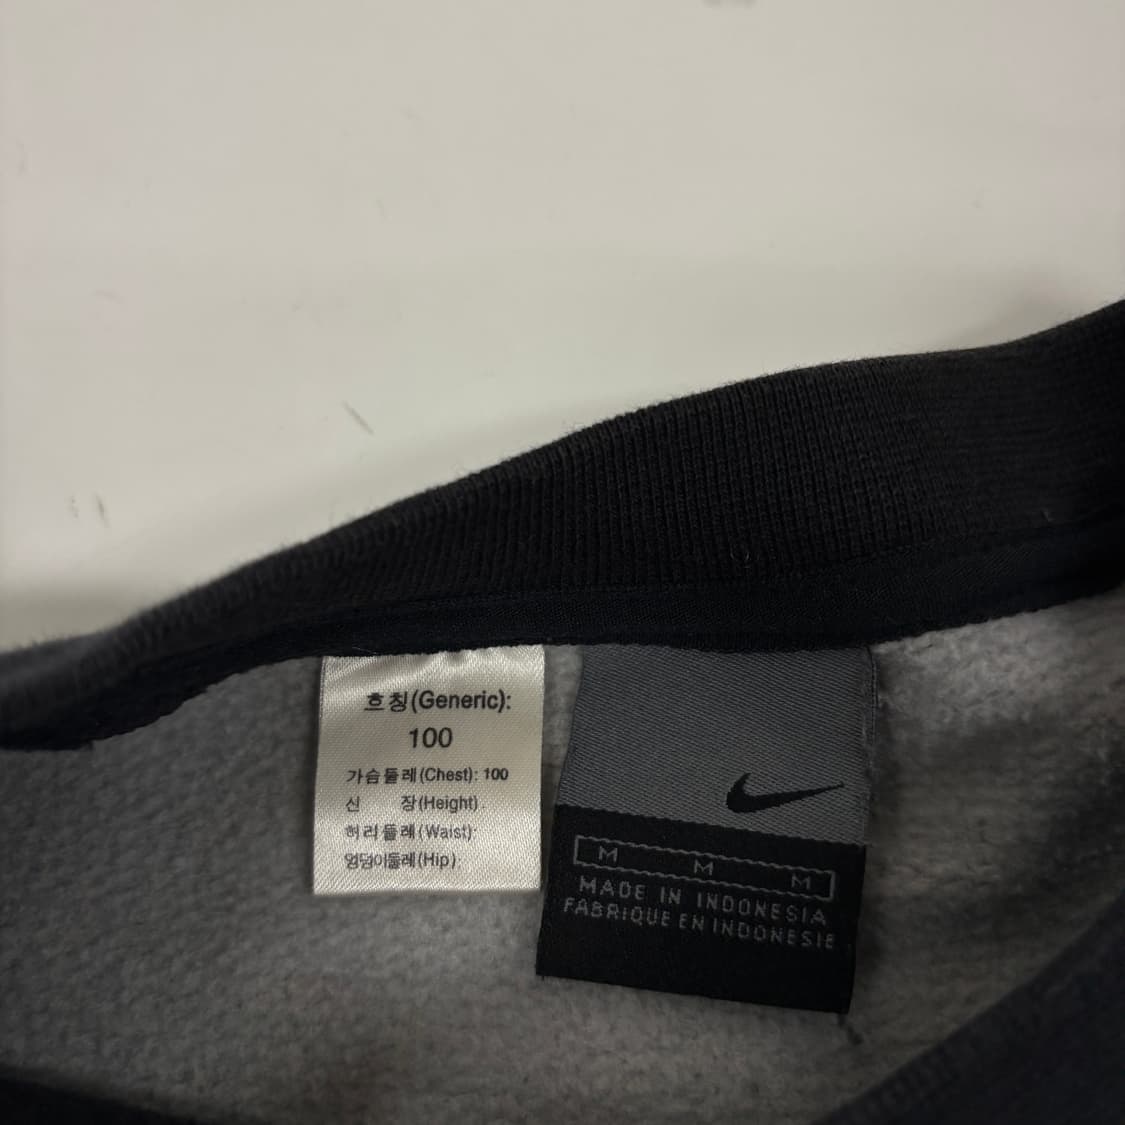 흐칭(Generic):
100
가슴둘레(Chest): 100
신 장(Height).
허리둘레(Waist):
엉덩이둘레(Hip):
M M M
MADE IN INDONESIA
FABRIQUE EN INDONESIE